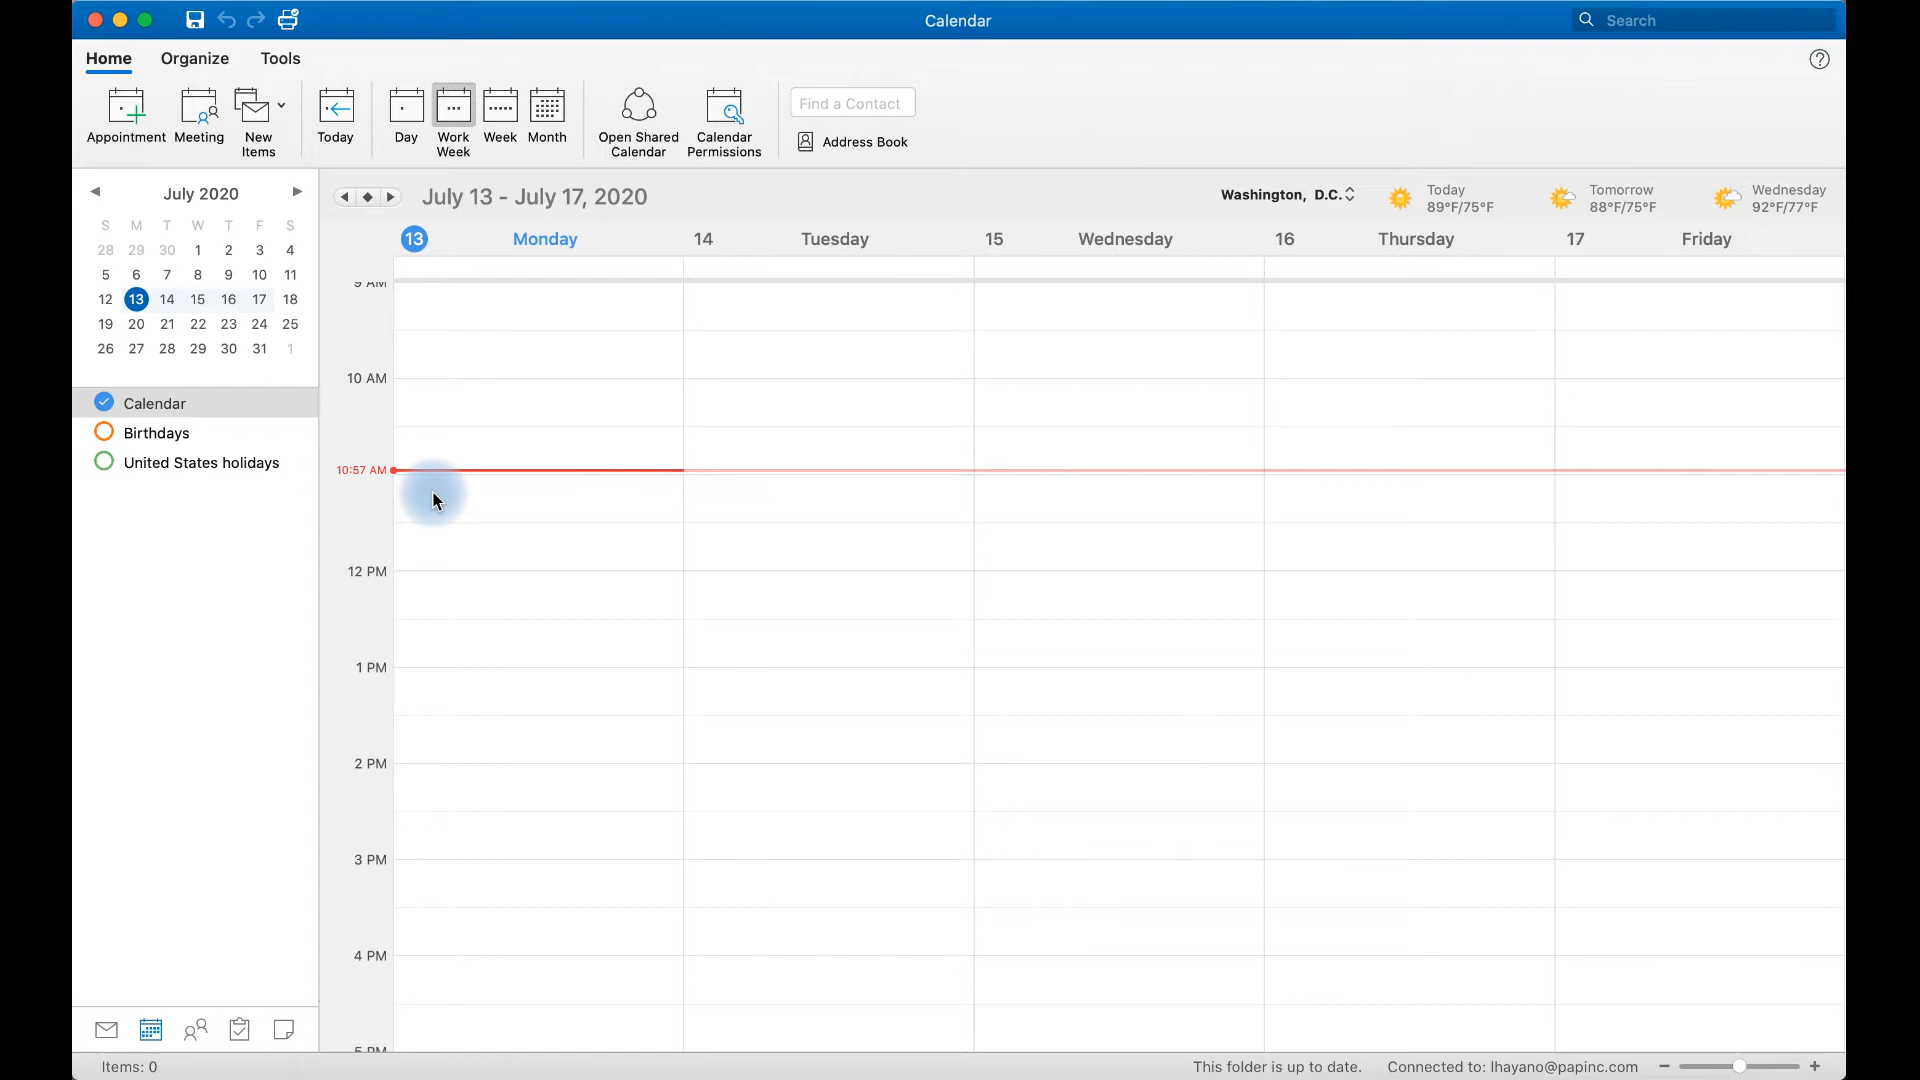 Calendar
Search
Home Organize Tools
Appointment Meeting New Items Today Day Work Week Week Month Open Shared Calendar Calendar Permissions
Find a Contact
Address Book
July 2020
S M T W T F S
28 29 30 1 2 3 4
5 6 7 8 9 10 11
12 13 14 15 16 17 18
19 20 21 22 23 24 25
26 27 28 29 30 31 1
Calendar
Birthdays
United States holidays
July 13 - July 17, 2020
Washington, D.C.
Today
89°F/75°F
Tomorrow
88°F/75°F
Wednesday
92°F/77°F
13 Monday 14 Tuesday 15 Wednesday 16 Thursday 17 Friday
9 AM
10 AM
10:57 AM
12 PM
1 PM
2 PM
3 PM
4 PM
5 PM
Items: 0
This folder is up to date. Connected to: lhayano@papinc.com